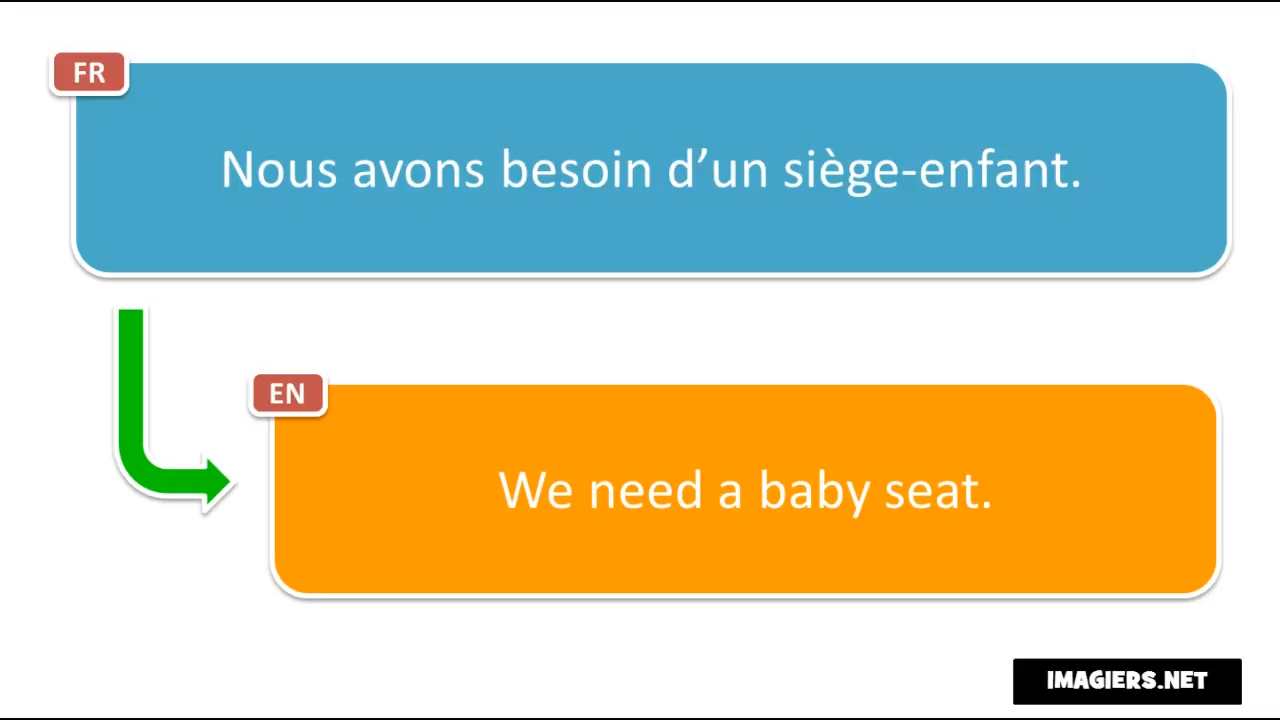 FR
Nous avons besoin d’un siège-enfant.
EN
We need a baby seat.
IMAGIERS.NET